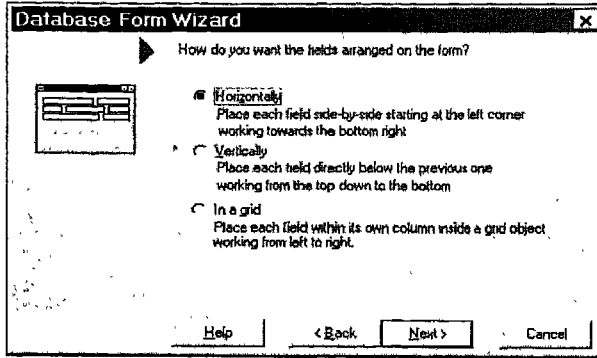 Database Form Wizard
How do you want the fields arranged on the form?
Horizontally
Place each field side-by-side starting at the left corner
working towards the bottom right
Vertically
Place each field directly below the previous one
working from the top down to the bottom
In a grid
Place each field within its own column inside a grid object
working from left to right.
Help
< Back
Next >
Cancel